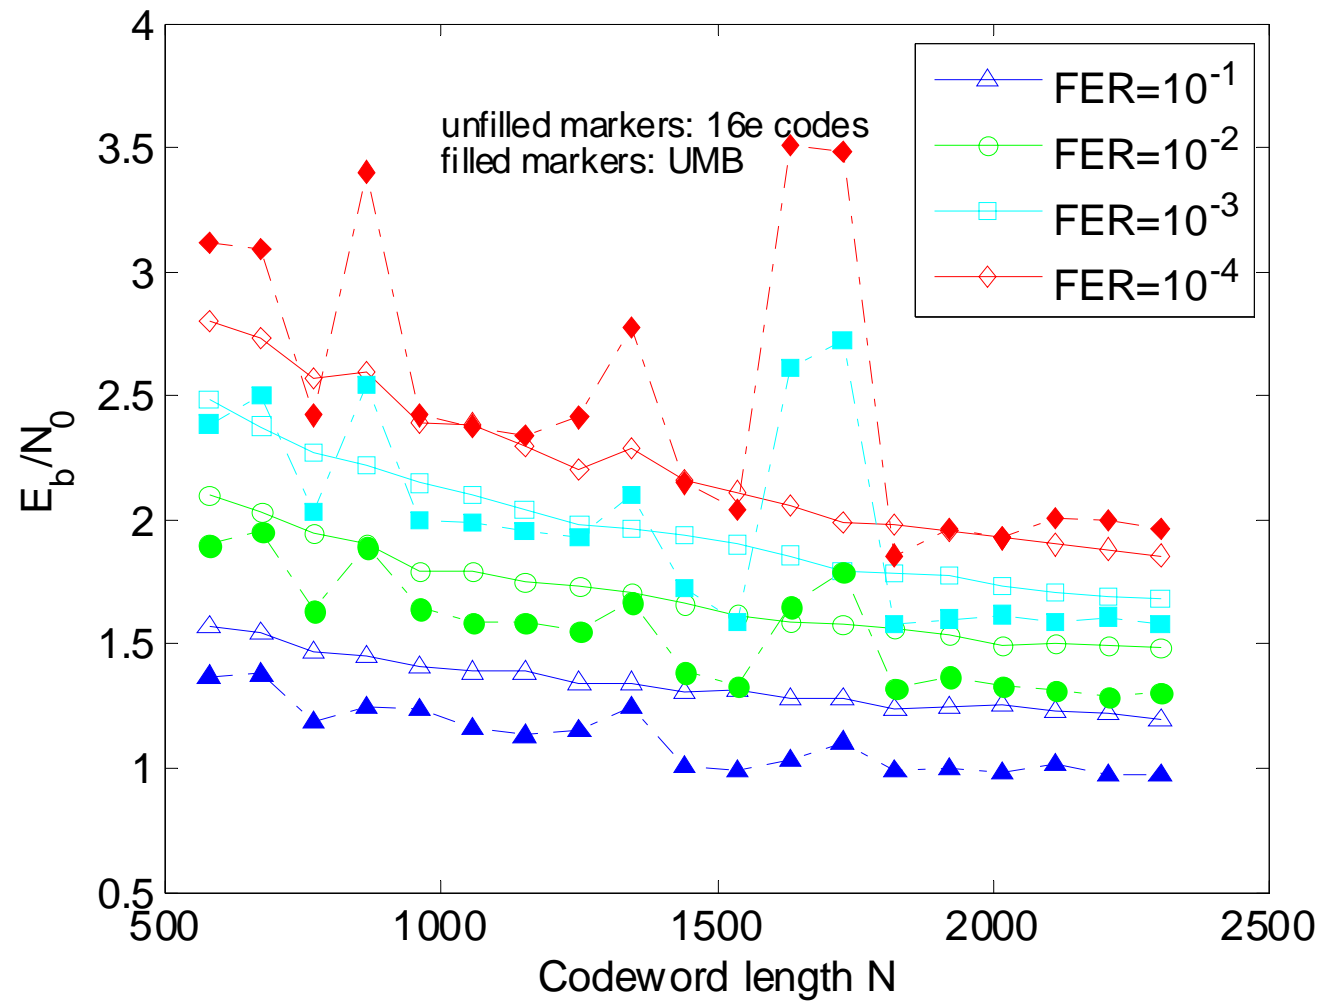 4
3.5
3
2.5
2
1.5
1
0.5
E_b/N_0
unfilled markers: 16e codes
filled markers: UMB
FER=10^-1
FER=10^-2
FER=10^-3
FER=10^-4
500 1000 1500 2000 2500
Codeword length N